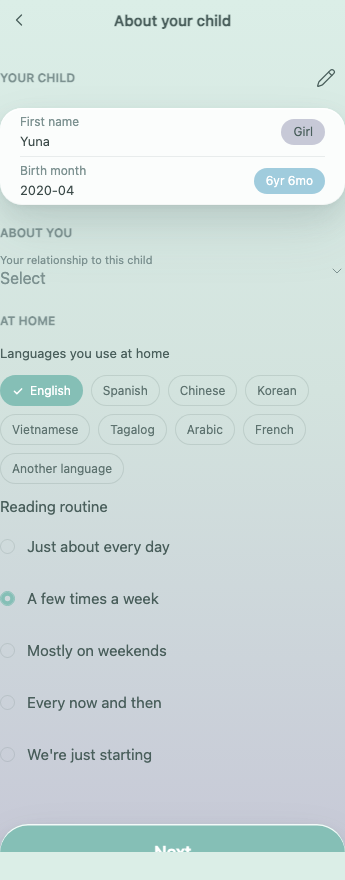 About your child
YOUR CHILD
First name
Yuna
Girl
Birth month
2020-04
6yr 6mo
ABOUT YOU
Your relationship to this child
Select
AT HOME
Languages you use at home
English
Spanish
Chinese
Korean
Vietnamese
Tagalog
Arabic
French
Another language
Reading routine
Just about every day
A few times a week
Mostly on weekends
Every now and then
We're just starting
Next